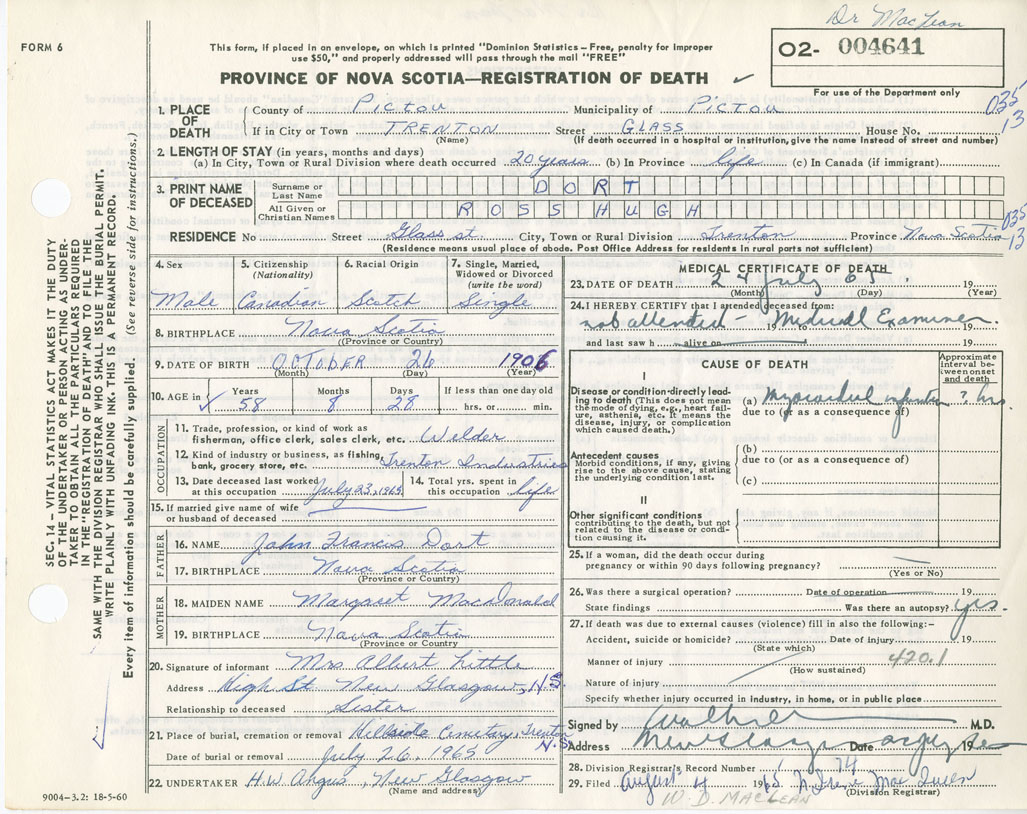 Dr MacLean
FORM 6
This form, if placed in an envelope, on which is printed "Dominion Statistics—Free, penalty for improper
use $50," and properly addressed will pass through the mail "FREE"
O2- 004641
PROVINCE OF NOVA SCOTIA—REGISTRATION OF DEATH ✓
For use of the Department only
035
13
1. PLACE OF DEATH
County of Pictou Municipality of Pictou
If in City or Town TRENTON Street GLASS House No.
(Name) (If death occurred in a hospital or institution, give the name instead of street and number)
2. LENGTH OF STAY (in years, months and days)
(a) In City, Town or Rural Division where death occurred 20 years (b) In Province life (c) In Canada (if immigrant)
3. PRINT NAME OF DECEASED
Surname or Last Name DORT
All Given or Christian Names ROSS HUGH
035
13
RESIDENCE No Street Glass st. City, Town or Rural Division Trenton Province Nova Scotia
(Residence means usual place of abode. Post Office Address for residents in rural parts not sufficient)
SEC. 14 - VITAL STATISTICS ACT MAKES IT THE DUTY
OF THE UNDERTAKER OR PERSON ACTING AS UNDER-
TAKER TO OBTAIN ALL THE PARTICULARS REQUIRED
IN THE "REGISTRATION OF DEATH" AND TO FILE THE
SAME WITH THE DIVISION REGISTRAR WHO SHALL ISSUE THE BURIAL PERMIT.
WRITE PLAINLY WITH UNFADING INK. THIS IS A PERMANENT RECORD.
Every item of information should be carefully supplied. (See reverse side for instructions.)
4. Sex
Male
5. Citizenship
(Nationality)
Canadian
6. Racial Origin
Scotch
7. Single, Married,
Widowed or Divorced
(write the word)
Single
8. BIRTHPLACE Nova Scotia
(Province or Country)
9. DATE OF BIRTH OCTOBER 26 1906
(Month) (Day) (Year)
10. AGE in ✓ Years Months Days If less than one day old
58 8 28 hrs. or min.
OCCUPATION
11. Trade, profession, or kind of work as
fisherman, office clerk, sales clerk, etc. Wilder
12. Kind of industry or business, as fishing,
bank, grocery store, etc. Trenton Industries
13. Date deceased last worked
at this occupation July 23, 1965
14. Total yrs. spent in
this occupation life
15. If married give name of wife
or husband of deceased
FATHER
16. NAME John Francis Dort
17. BIRTHPLACE Nova Scotia
(Province or Country)
MOTHER
18. MAIDEN NAME Margaret MacDonald
19. BIRTHPLACE Nova Scotia
(Province or Country)
20. Signature of informant Mrs Albert Little
Address High St New Glasgow, N.S.
Relationship to deceased Sister
21. Place of burial, cremation or removal Hillside Cemetary, Trenton N.S.
Date of burial or removal July 26, 1965
22. UNDERTAKER H.W. Angus, New Glasgow
(Name and address)
9004-3.2: 18-5-60
MEDICAL CERTIFICATE OF DEATH
23. DATE OF DEATH 24 July 65 19
(Month) (Day) (Year)
24. I HEREBY CERTIFY that I attended deceased from:
not attended - 19 to Medical Examiner 19
and last saw h alive on 19
CAUSE OF DEATH
Approximate
interval be-
tween onset
and death
I
Disease or condition directly lead-
ing to death (This does not mean
the mode of dying, e.g., heart fail-
ure, asthenia, etc. It means the
disease, injury, or complication
which caused death.)
(a) Myocardial infarction ? hrs.
due to (or as a consequence of)
Antecedent causes
Morbid conditions, if any, giving
rise to the above cause, stating
the underlying condition last.
(b)
due to (or as a consequence of)
(c)
II
Other significant conditions
contributing to the death, but not
related to the disease or condi-
tion causing it.
25. If a woman, did the death occur during
pregnancy or within 90 days following pregnancy?
(Yes or No)
26. Was there a surgical operation? Date of operation 19
State findings Was there an autopsy? Yes.
27. If death was due to external causes (violence) fill in also the following:-
Accident, suicide or homicide? Date of injury 19
(State which)
Manner of injury 420.1
(How sustained)
Nature of injury
Specify whether injury occurred in industry, in home, or in public place
Signed by M.D.
Address New Glasgow Date 19
28. Division Registrar's Record Number 74
29. Filed August 4 1965 Irene Mac Queen
(Division Registrar)
W. D. MACLEAN